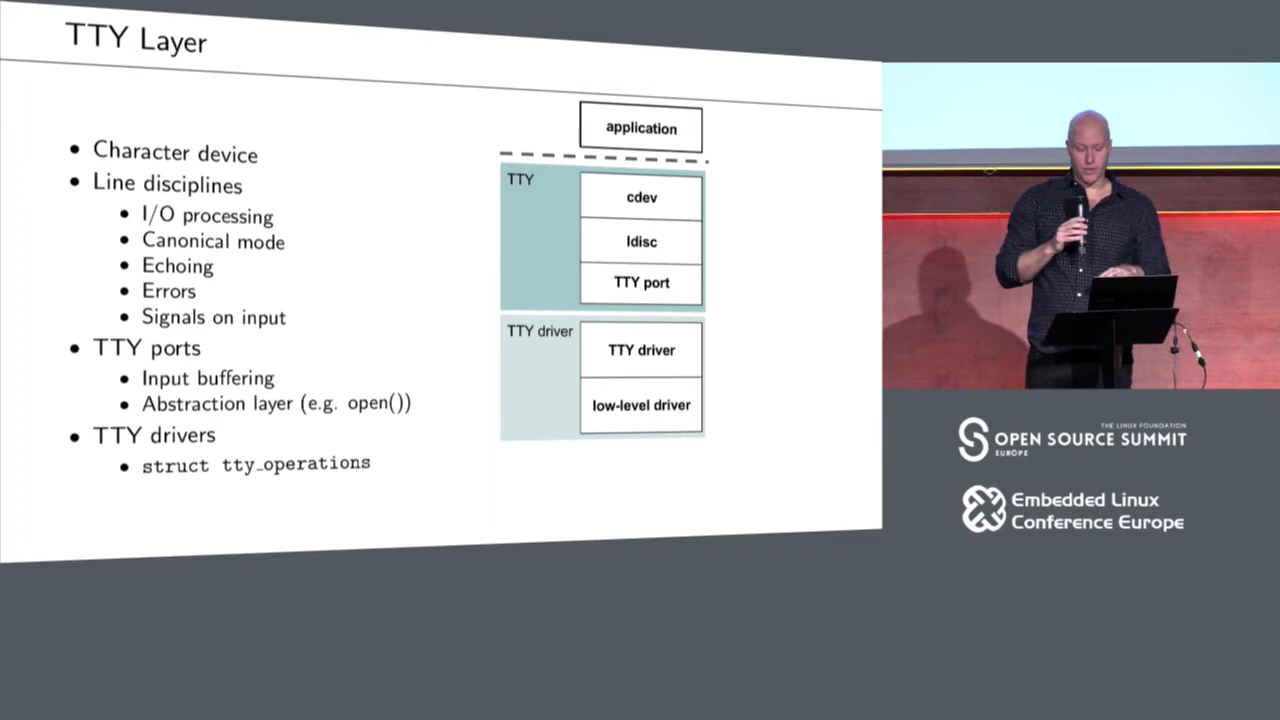 TTY Layer
Character device
Line disciplines
I/O processing
Canonical mode
Echoing
Errors
Signals on input
TTY ports
Input buffering
Abstraction layer (e.g. open())
TTY drivers
struct tty_operations
application
TTY
cdev
ldisc
TTY port
TTY driver
TTY driver
low-level driver
THE LINUX FOUNDATION
OPEN SOURCE SUMMIT
EUROPE
Embedded Linux
Conference Europe